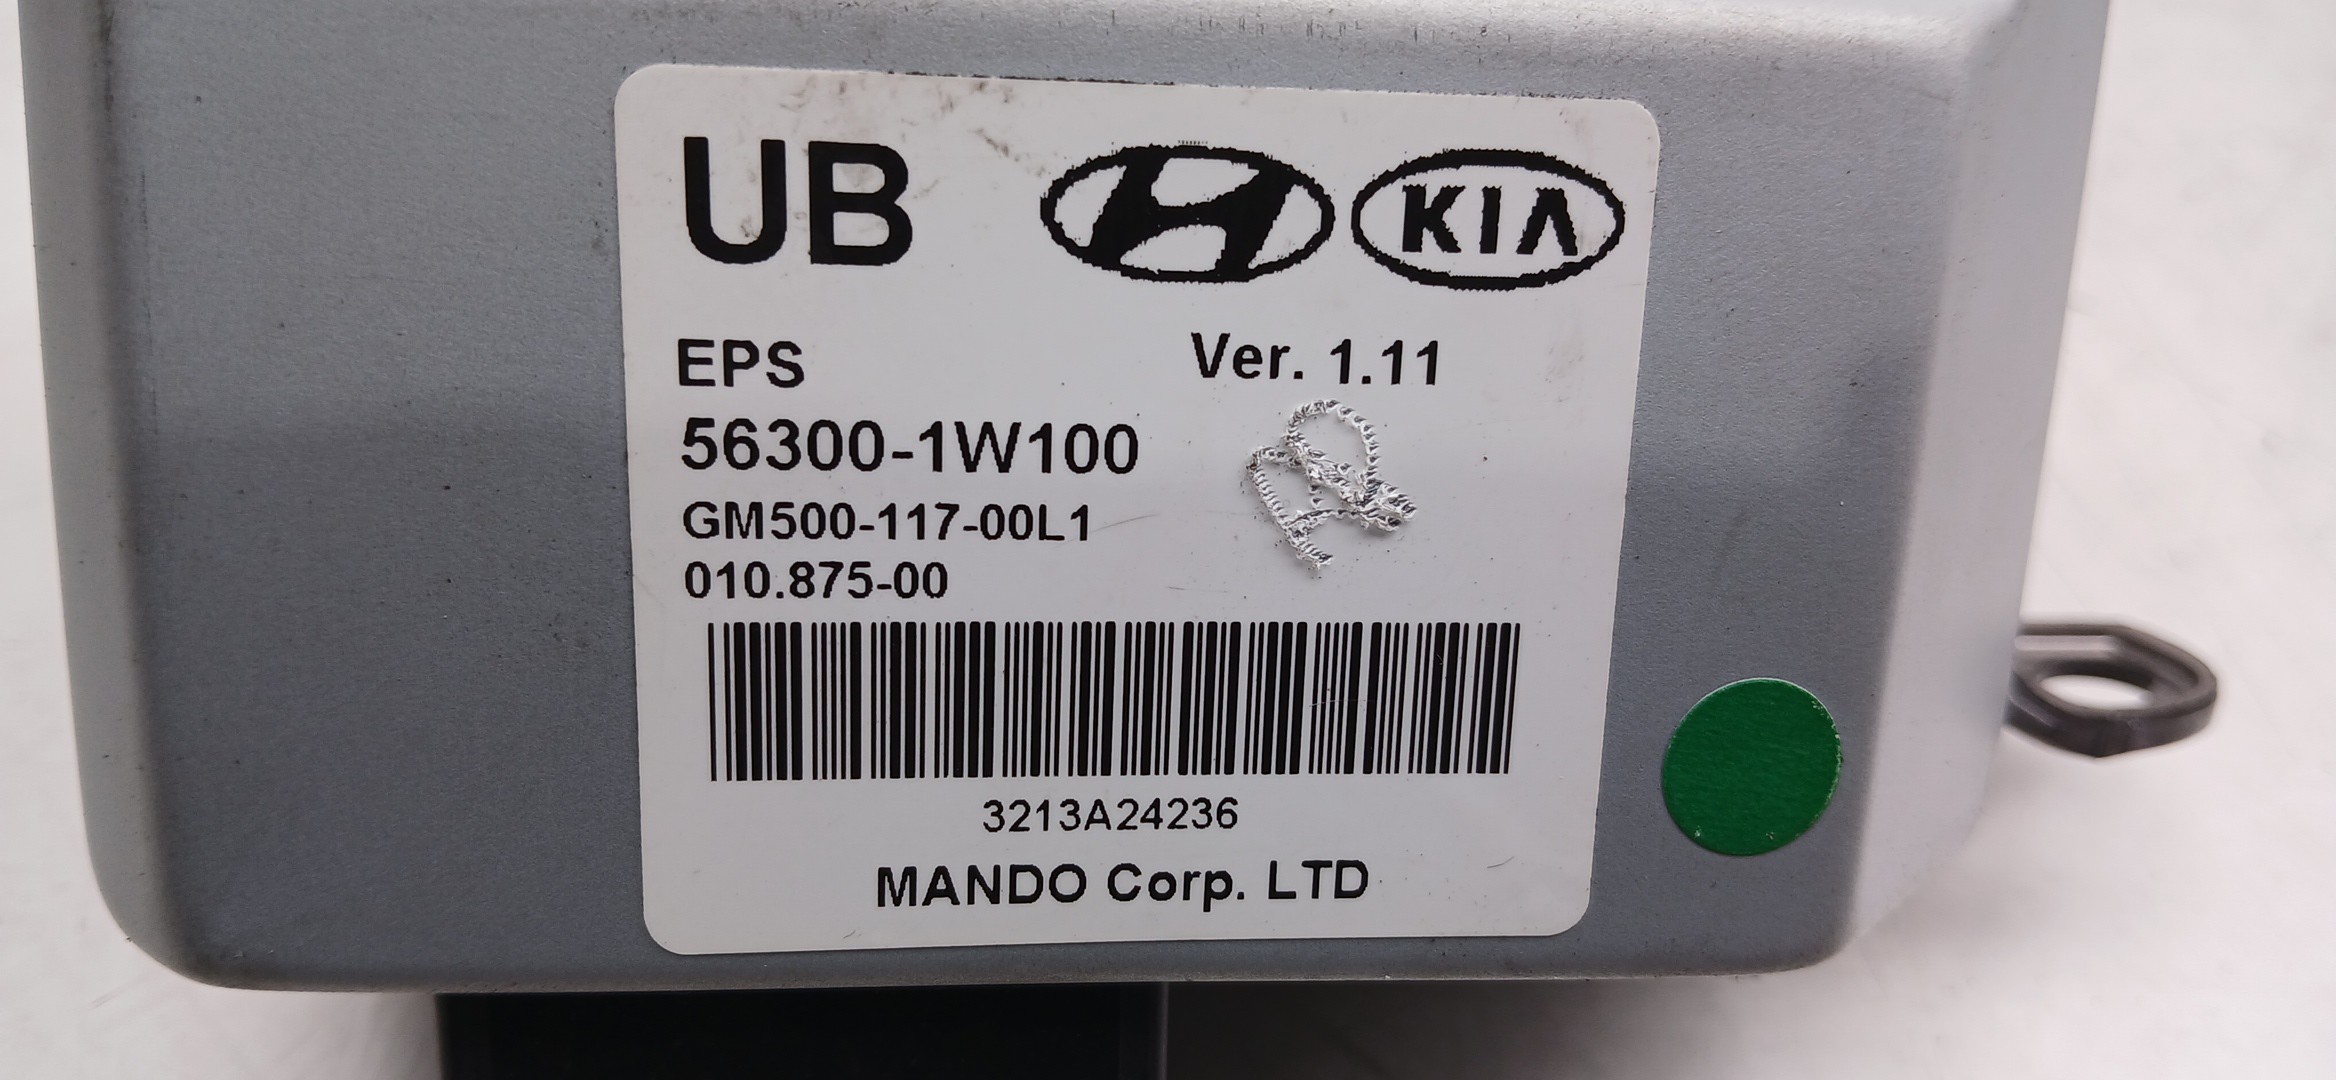 UB KIA
EPS Ver. 1.11
56300-1W100
GM500-117-00L1
010.875-00
3213A24236
MANDO Corp. LTD